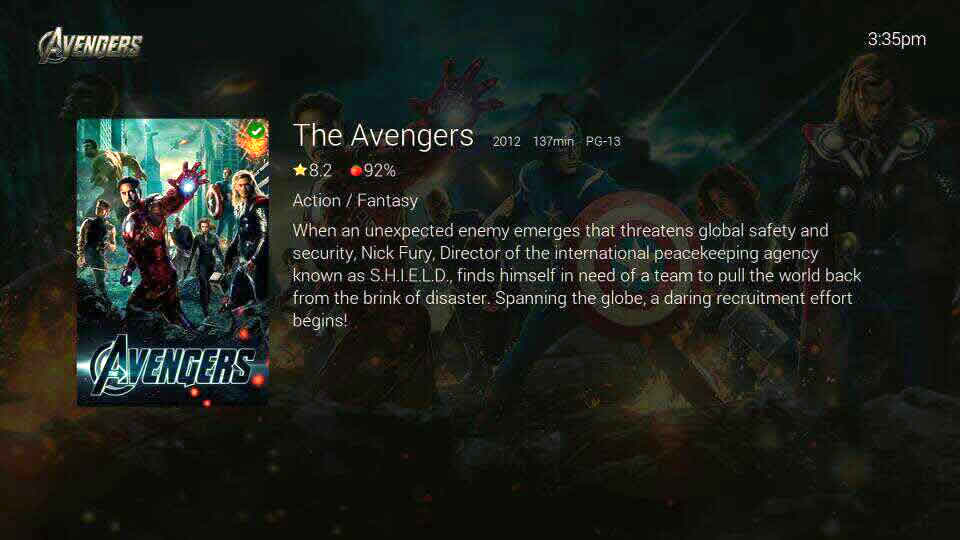 AVENGERS
3:35pm
The Avengers 2012 137min PG-13
8.2 92%
Action / Fantasy
When an unexpected enemy emerges that threatens global safety and
security, Nick Fury, Director of the international peacekeeping agency
known as S.H.I.E.L.D., finds himself in need of a team to pull the world back
from the brink of disaster. Spanning the globe, a daring recruitment effort
begins!
AVENGERS